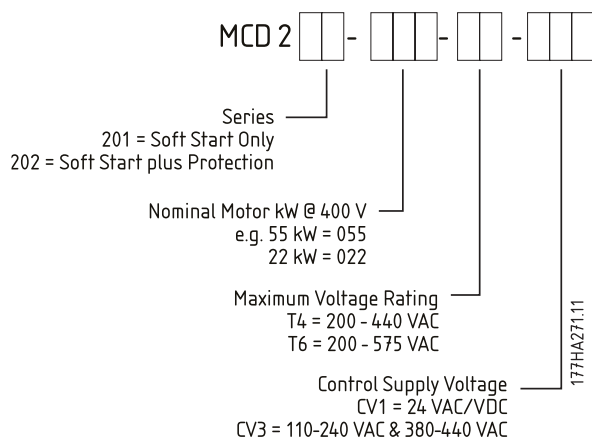 MCD 2 - - -
Series
201 = Soft Start Only
202 = Soft Start plus Protection
Nominal Motor kW @ 400 V
e.g. 55 kW = 055
22 kW = 022
Maximum Voltage Rating
T4 = 200 - 440 VAC
T6 = 200 - 575 VAC
Control Supply Voltage
CV1 = 24 VAC/VDC
CV3 = 110-240 VAC & 380-440 VAC
177HA271.11